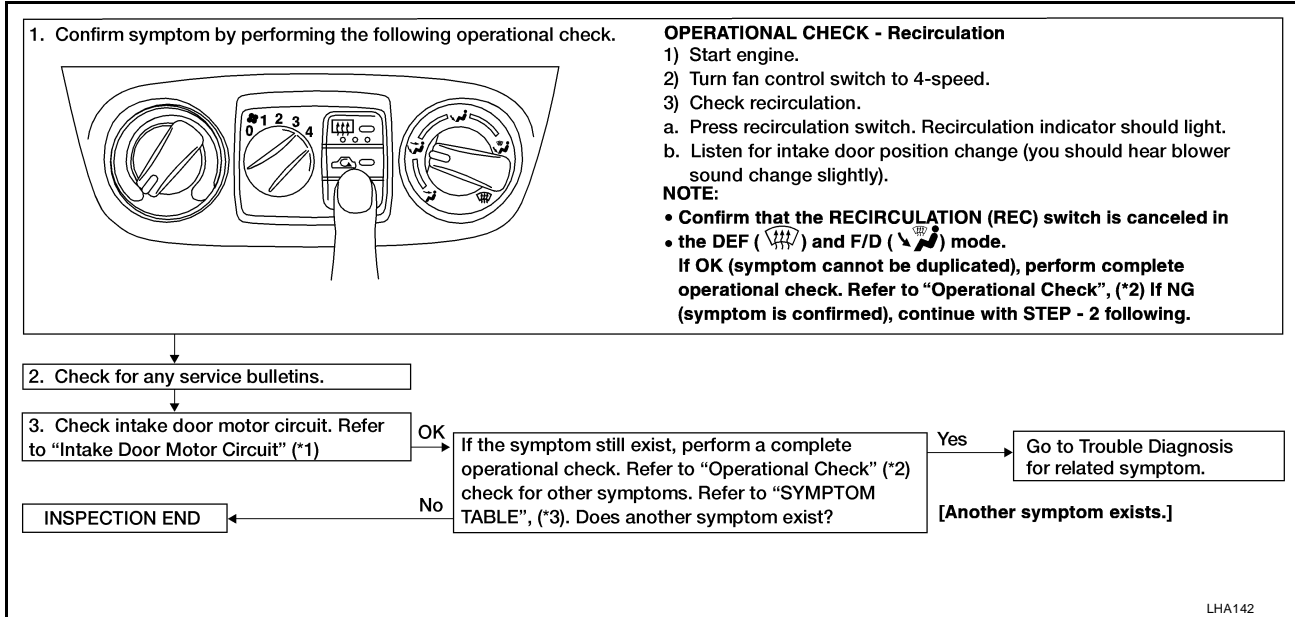 1. Confirm symptom by performing the following operational check.
0 1 2 3 4
OPERATIONAL CHECK - Recirculation
1) Start engine.
2) Turn fan control switch to 4-speed.
3) Check recirculation.
a. Press recirculation switch. Recirculation indicator should light.
b. Listen for intake door position change (you should hear blower
sound change slightly).
NOTE:
• Confirm that the RECIRCULATION (REC) switch is canceled in
• the DEF ( ) and F/D ( ) mode.
If OK (symptom cannot be duplicated), perform complete
operational check. Refer to “Operational Check”, (*2) If NG
(symptom is confirmed), continue with STEP - 2 following.
2. Check for any service bulletins.
3. Check intake door motor circuit. Refer
to “Intake Door Motor Circuit” (*1)
OK
If the symptom still exist, perform a complete
operational check. Refer to “Operational Check” (*2)
check for other symptoms. Refer to “SYMPTOM
TABLE”, (*3). Does another symptom exist?
Yes
Go to Trouble Diagnosis
for related symptom.
[Another symptom exists.]
No
INSPECTION END
LHA142